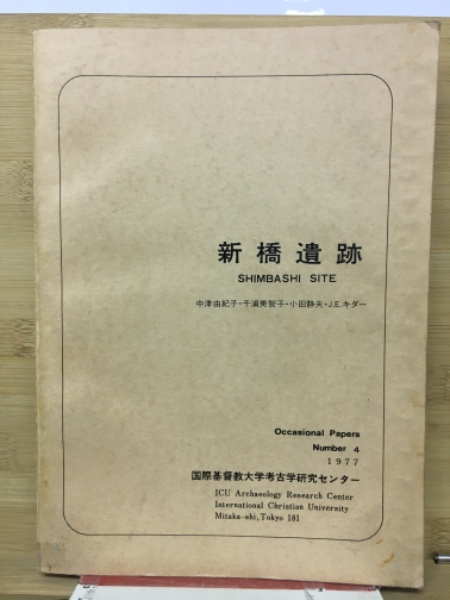 新橋遺跡
SHIMBASHI SITE
中津由紀子・千浦美智子・小田静夫・J.E.キダー
Occasional Papers
Number 4
1977
国際基督教大学考古学研究センター
ICU Archaeology Research Center
International Christian University
Mitaka-shi, Tokyo 181